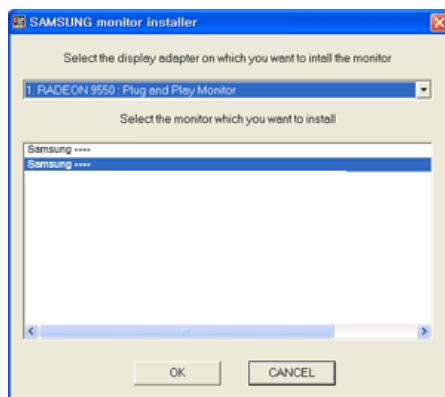 SAMSUNG monitor installer
Select the display adapter on which you want to intall the monitor
1. RADEON 9550 : Plug and Play Monitor
Select the monitor which you want to install
Samsung ----
Samsung ----
OK
CANCEL